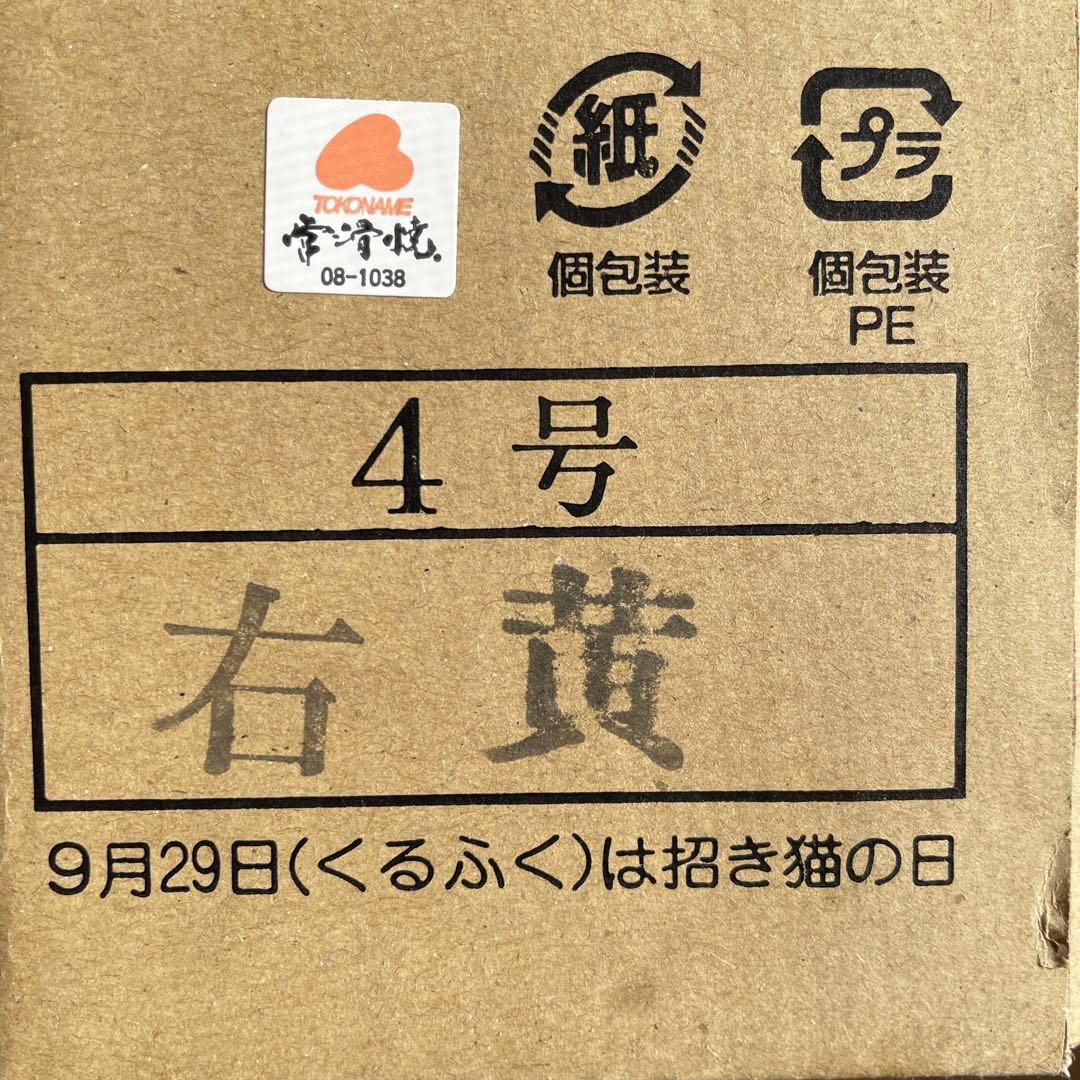 TOKONAME
常滑焼
08-1038
紙
個包装
プラ
個包装
PE
4号
右 黄
9月29日(くるふく)は招き猫の日